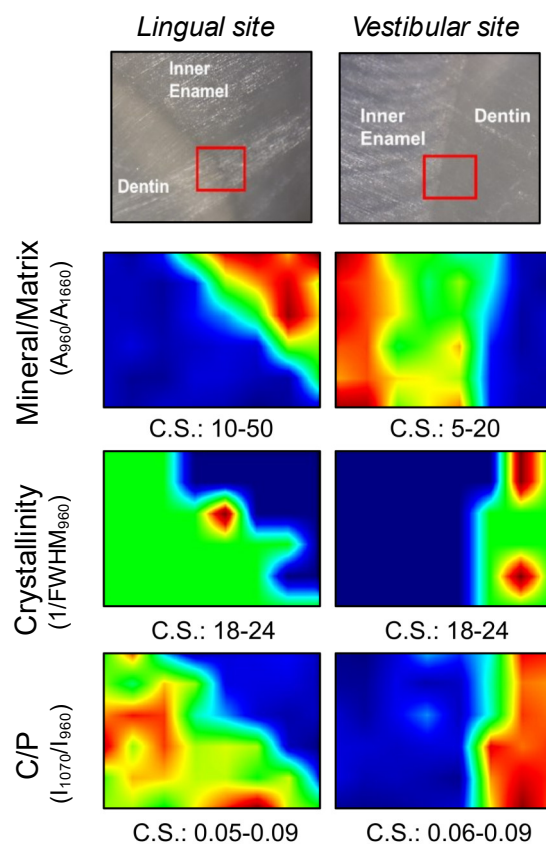 Lingual site
Vestibular site
Inner
Enamel
Dentin
Inner
Enamel
Dentin
Mineral/Matrix
(A960/A1660)
C.S.: 10-50
C.S.: 5-20
Crystallinity
(1/FWHM960)
C.S.: 18-24
C.S.: 18-24
C/P
(I1070/I960)
C.S.: 0.05-0.09
C.S.: 0.06-0.09